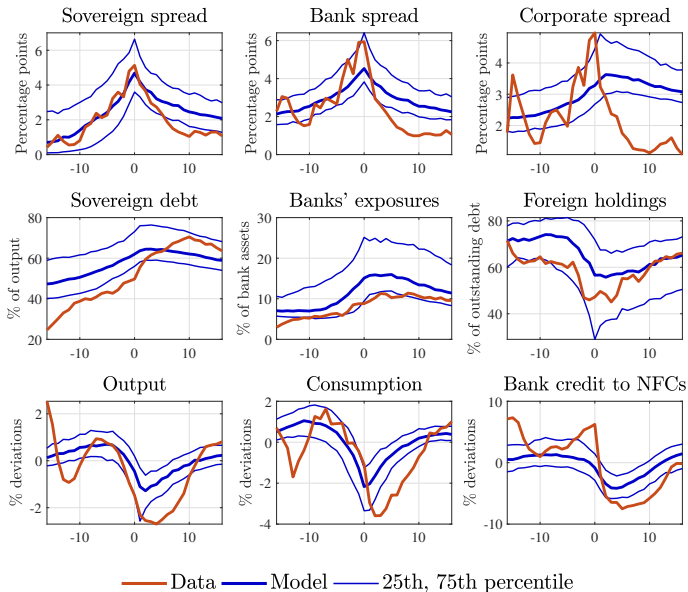 Sovereign spread
Bank spread
Corporate spread
Percentage points
6
4
2
0
-10 0 10
Percentage points
6
4
2
0
-10 0 10
Percentage points
4
3
2
-10 0 10
Sovereign debt
Banks' exposures
Foreign holdings
% of output
80
60
40
20
-10 0 10
% of bank assets
30
20
10
0
-10 0 10
% of outstanding debt
80
60
40
-10 0 10
Output
Consumption
Bank credit to NFCs
% deviations
2
0
-2
-10 0 10
% deviations
2
0
-2
-4
-10 0 10
% deviations
10
0
-10
-10 0 10
Data Model 25th, 75th percentile